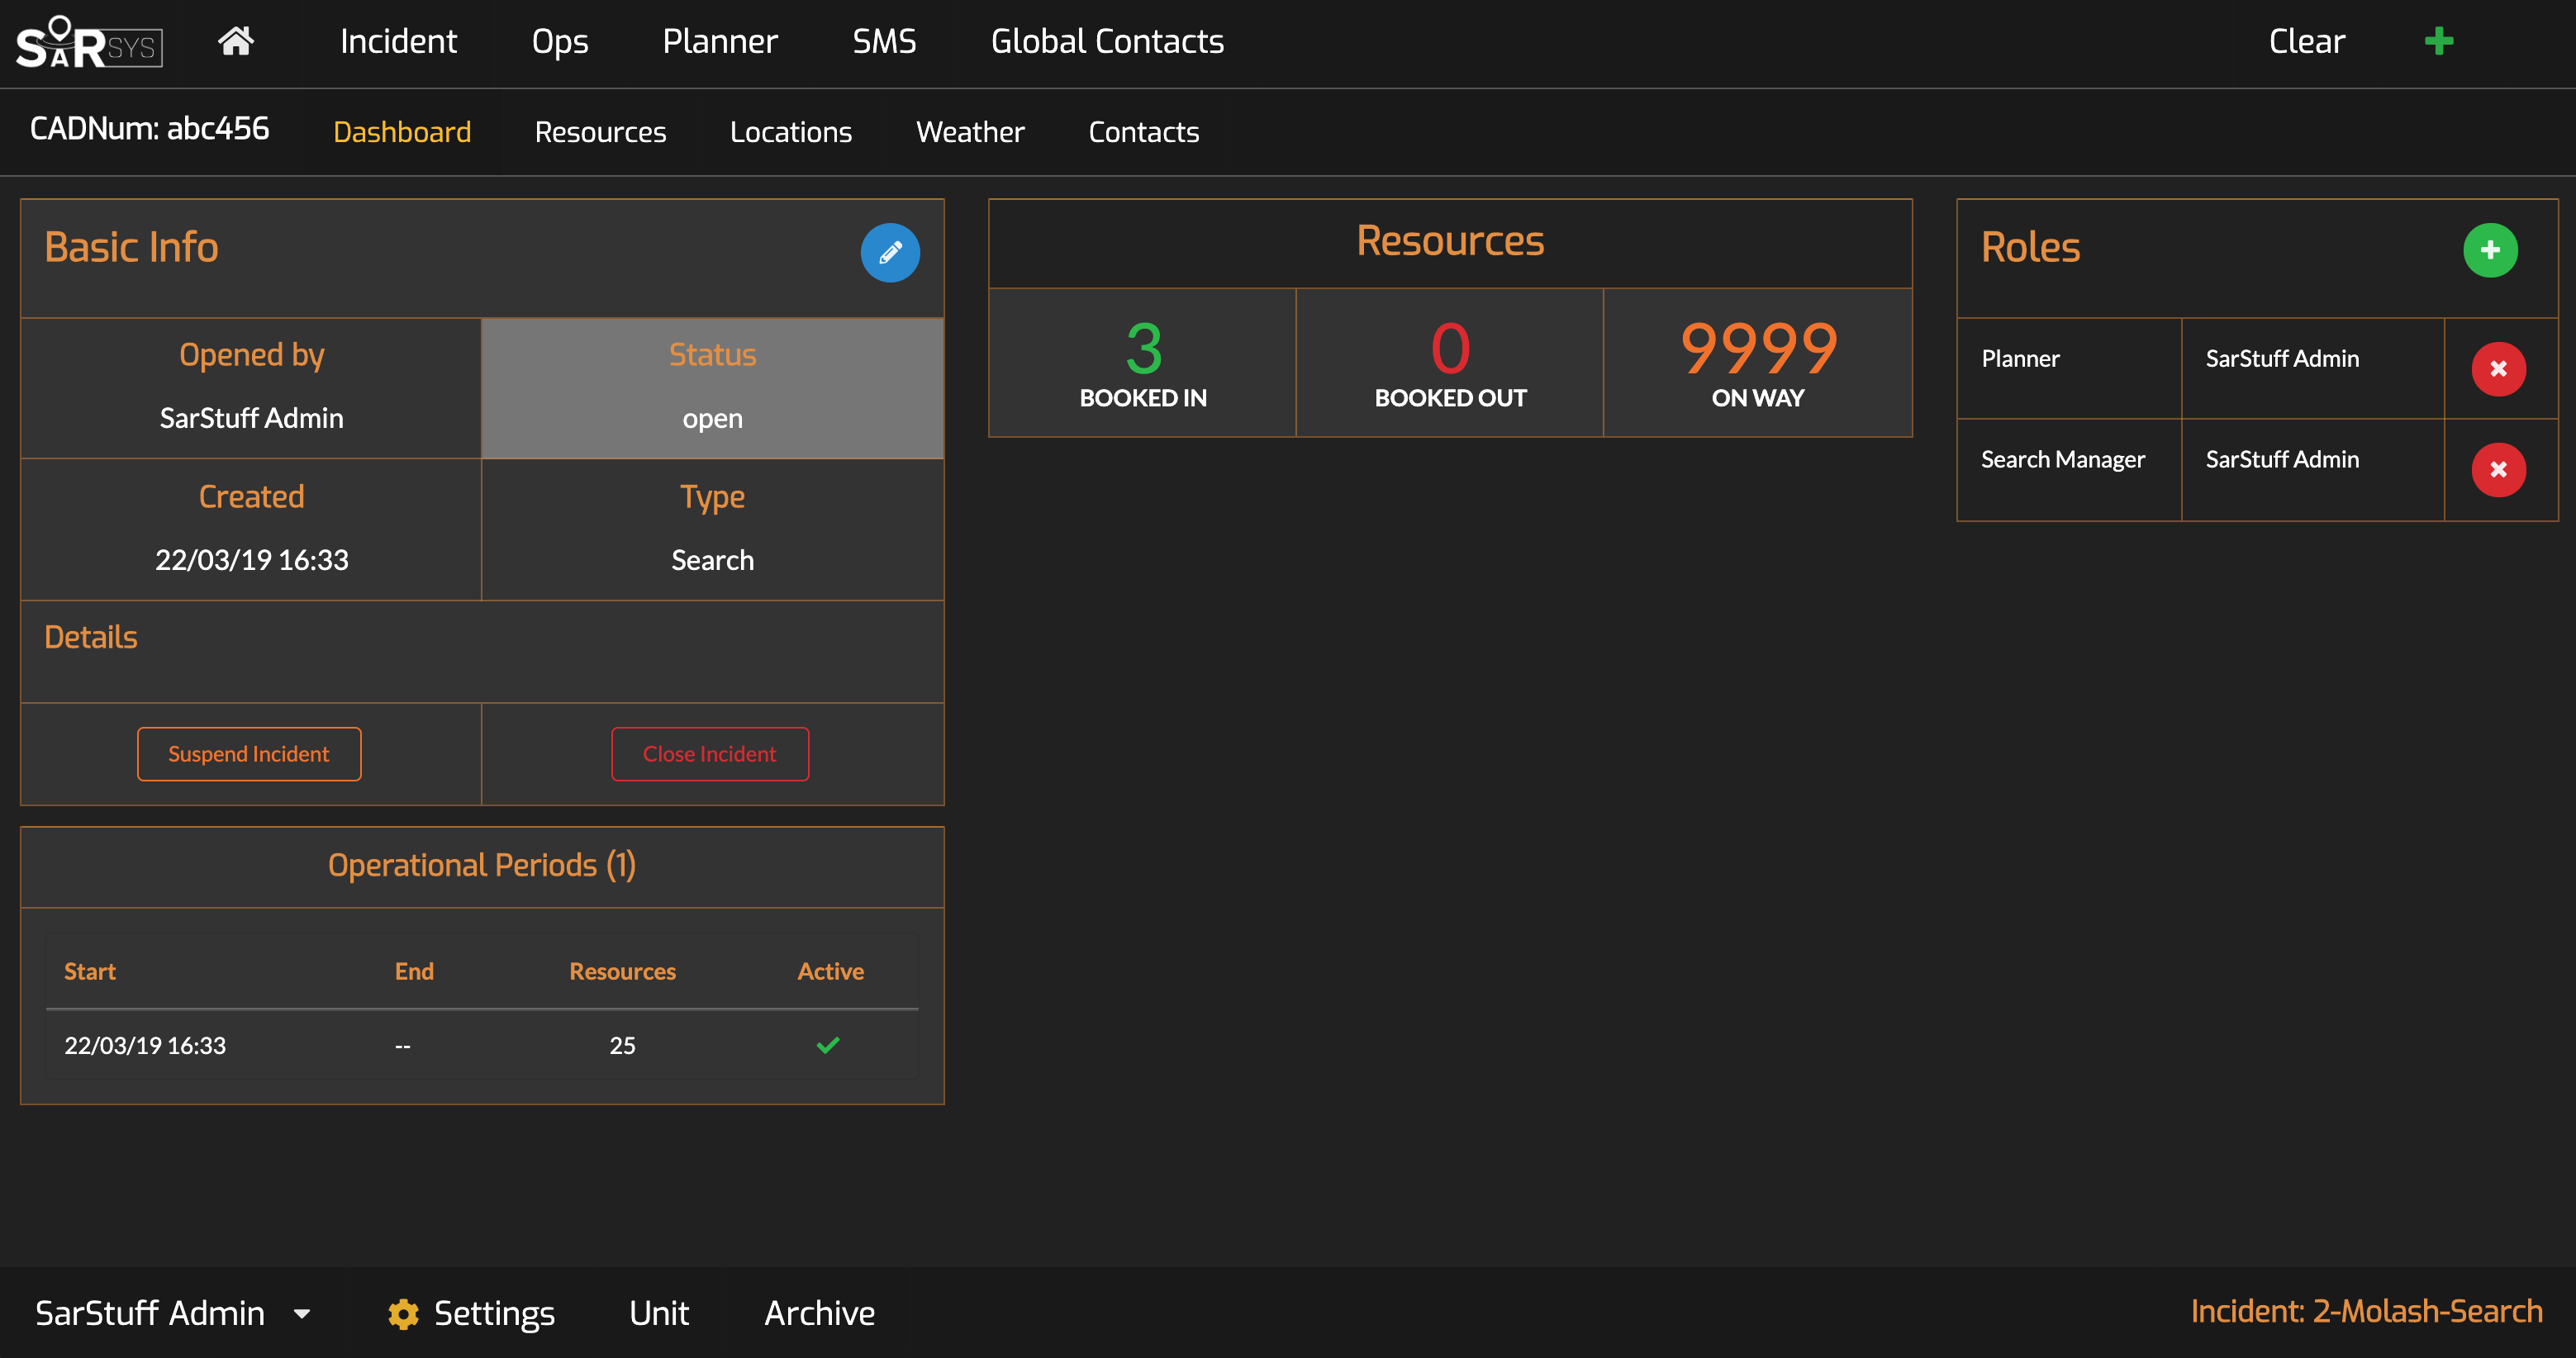 SARSYS
Incident Ops Planner SMS Global Contacts Clear
CADNum: abc456 Dashboard Resources Locations Weather Contacts
Basic Info
Opened by Status
SarStuff Admin open
Created Type
22/03/19 16:33 Search
Details
Suspend Incident Close Incident
Operational Periods (1)
Start End Resources Active
22/03/19 16:33 -- 25
Resources
3 0 9999
BOOKED IN BOOKED OUT ON WAY
Roles
Planner SarStuff Admin
Search Manager SarStuff Admin
SarStuff Admin Settings Unit Archive Incident: 2-Molash-Search